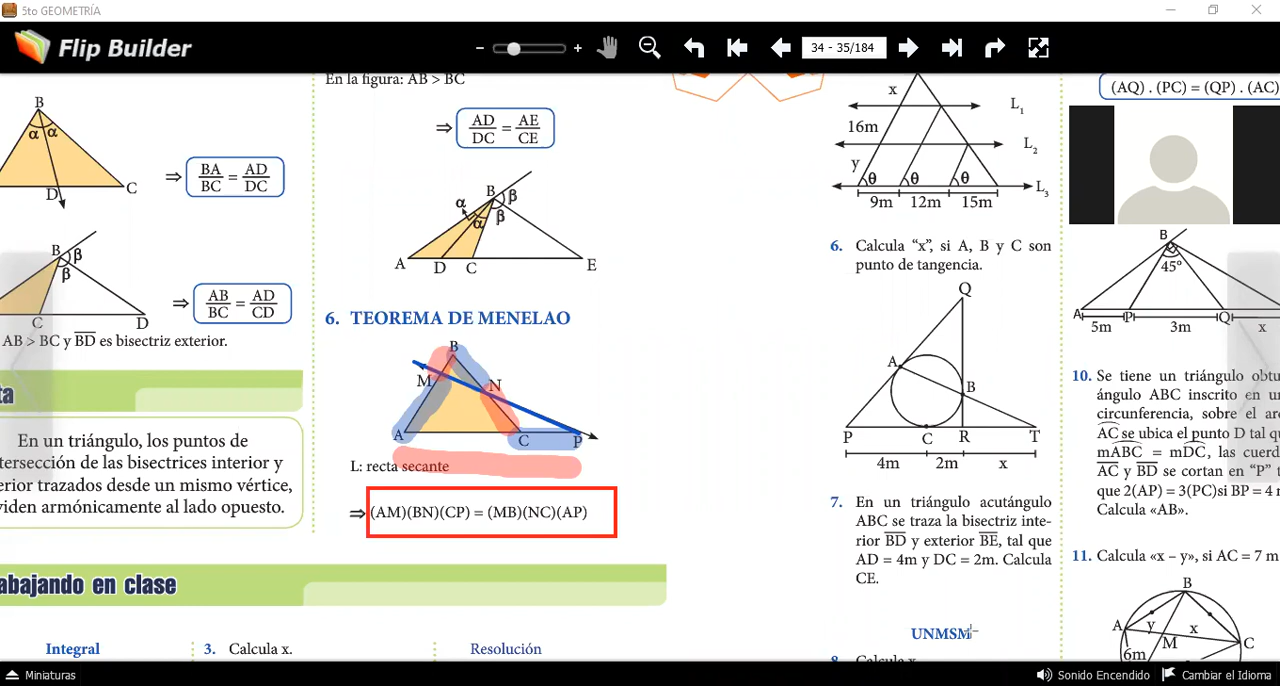 5to GEOMETRÍA
Flip Builder
34 - 35/184
B
α α
D
C
⇒ BA/BC = AD/DC
B
β
β
C
D
⇒ AB/BC = AD/CD
AB > BC y BD es bisectriz exterior.
ta
En un triángulo, los puntos de
tersección de las bisectrices interior y
erior trazados desde un mismo vértice,
viden armónicamente al lado opuesto.
abajando en clase
Integral
3. Calcula x.
Resolución
En la figura: AB > BC
⇒ AD/DC = AE/CE
α
B
β
α
β
A
D
C
E
6. TEOREMA DE MENELAO
B
M
N
A
C
P
L: recta secante
⇒ (AM)(BN)(CP) = (MB)(NC)(AP)
x
L1
16m
L2
y
θ
θ
θ
L3
9m
12m
15m
6. Calcula “x”, si A, B y C son
punto de tangencia.
Q
A
B
P
C
R
T
4m
2m
x
7. En un triángulo acutángulo
ABC se traza la bisectriz inte-
rior BD y exterior BE, tal que
AD = 4m y DC = 2m. Calcula
CE.
UNMSM
8. Calcula x
(AQ) . (PC) = (QP) . (AC)
B
45º
A
P
Q
5m
3m
x
10. Se tiene un triángulo obtu
ángulo ABC inscrito en un
circunferencia, sobre el ar
AC se ubica el punto D tal qu
mABC = mDC, las cuerd
AC y BD se cortan en “P” t
que 2(AP) = 3(PC)si BP = 4 m
Calcula «AB».
11. Calcula «x – y», si AC = 7 m
B
A
y
x
M
C
6m
Miniaturas
Sonido Encendido
Cambiar el Idioma